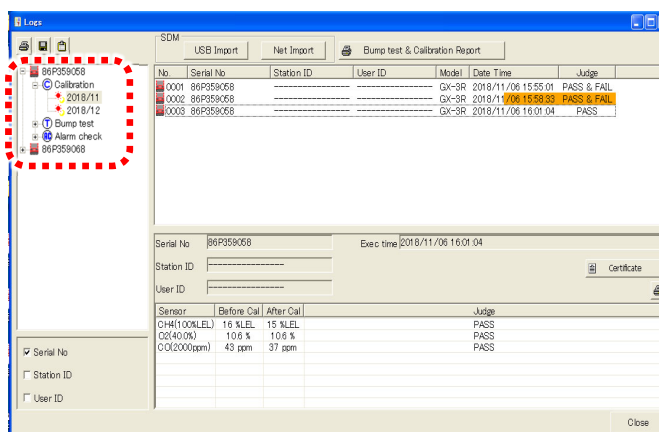 Logs
SDM
USB Import Net Import Bump test & Calibration Report
86P359058
C Calibration
2018/11
2018/12
T Bump test
Alarm check
86P359068
No. Serial No Station ID User ID Model Date Time Judge
0001 86P359058 ---------------- ---------------- GX-3R 2018/11/06 15:55:01 PASS & FAIL
0002 86P359058 ---------------- ---------------- GX-3R 2018/11/06 15:58:33 PASS & FAIL
0003 86P359058 ---------------- ---------------- GX-3R 2018/11/06 16:01:04 PASS
Serial No 86P359058 Exec time 2018/11/06 16:01:04
Station ID ----------------
Certificate
User ID ----------------
Sensor Before Cal After Cal Judge
CH4(100%LEL) 16 %LEL 15 %LEL PASS
O2(40.0%) 10.6 % 10.6 % PASS
CO(2000ppm) 43 ppm 37 ppm PASS
Serial No
Station ID
User ID
Close